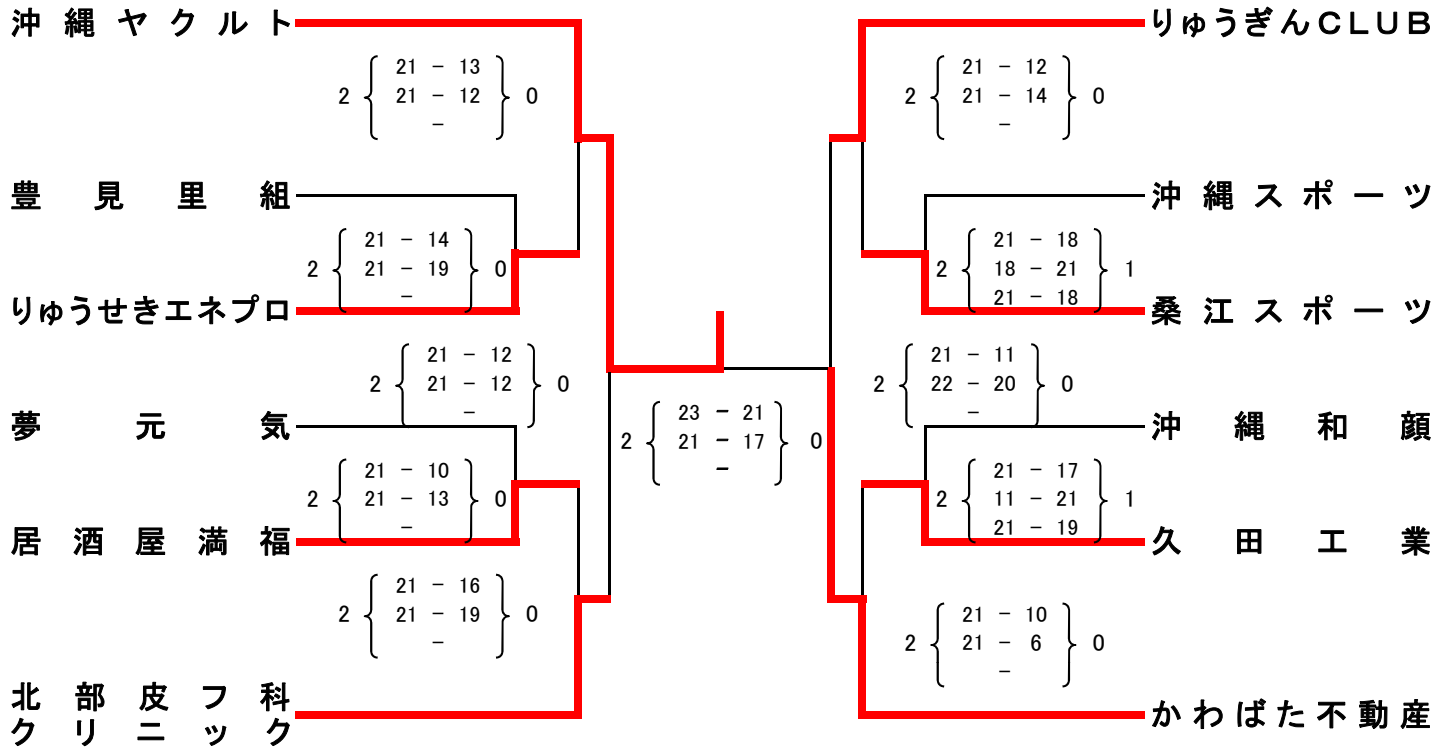 沖縄ヤクルト
りゅうぎんCLUB
2 { 21 - 13 } 0
21 - 12
-
2 { 21 - 12 } 0
21 - 14
-
豊見里組
沖縄スポーツ
2 { 21 - 14 } 0
21 - 19
-
2 { 21 - 18 } 1
18 - 21
21 - 18
りゅうせきエネプロ
桑江スポーツ
2 { 21 - 12 } 0
21 - 12
-
2 { 21 - 11 } 0
22 - 20
-
夢元気
沖縄和顔
2 { 23 - 21 } 0
21 - 17
-
2 { 21 - 10 } 0
21 - 13
-
2 { 21 - 17 } 1
11 - 21
21 - 19
居酒屋満福
久田工業
2 { 21 - 16 } 0
21 - 19
-
2 { 21 - 10 } 0
21 - 6
-
北部皮フ科
クリニック
かわばた不動産